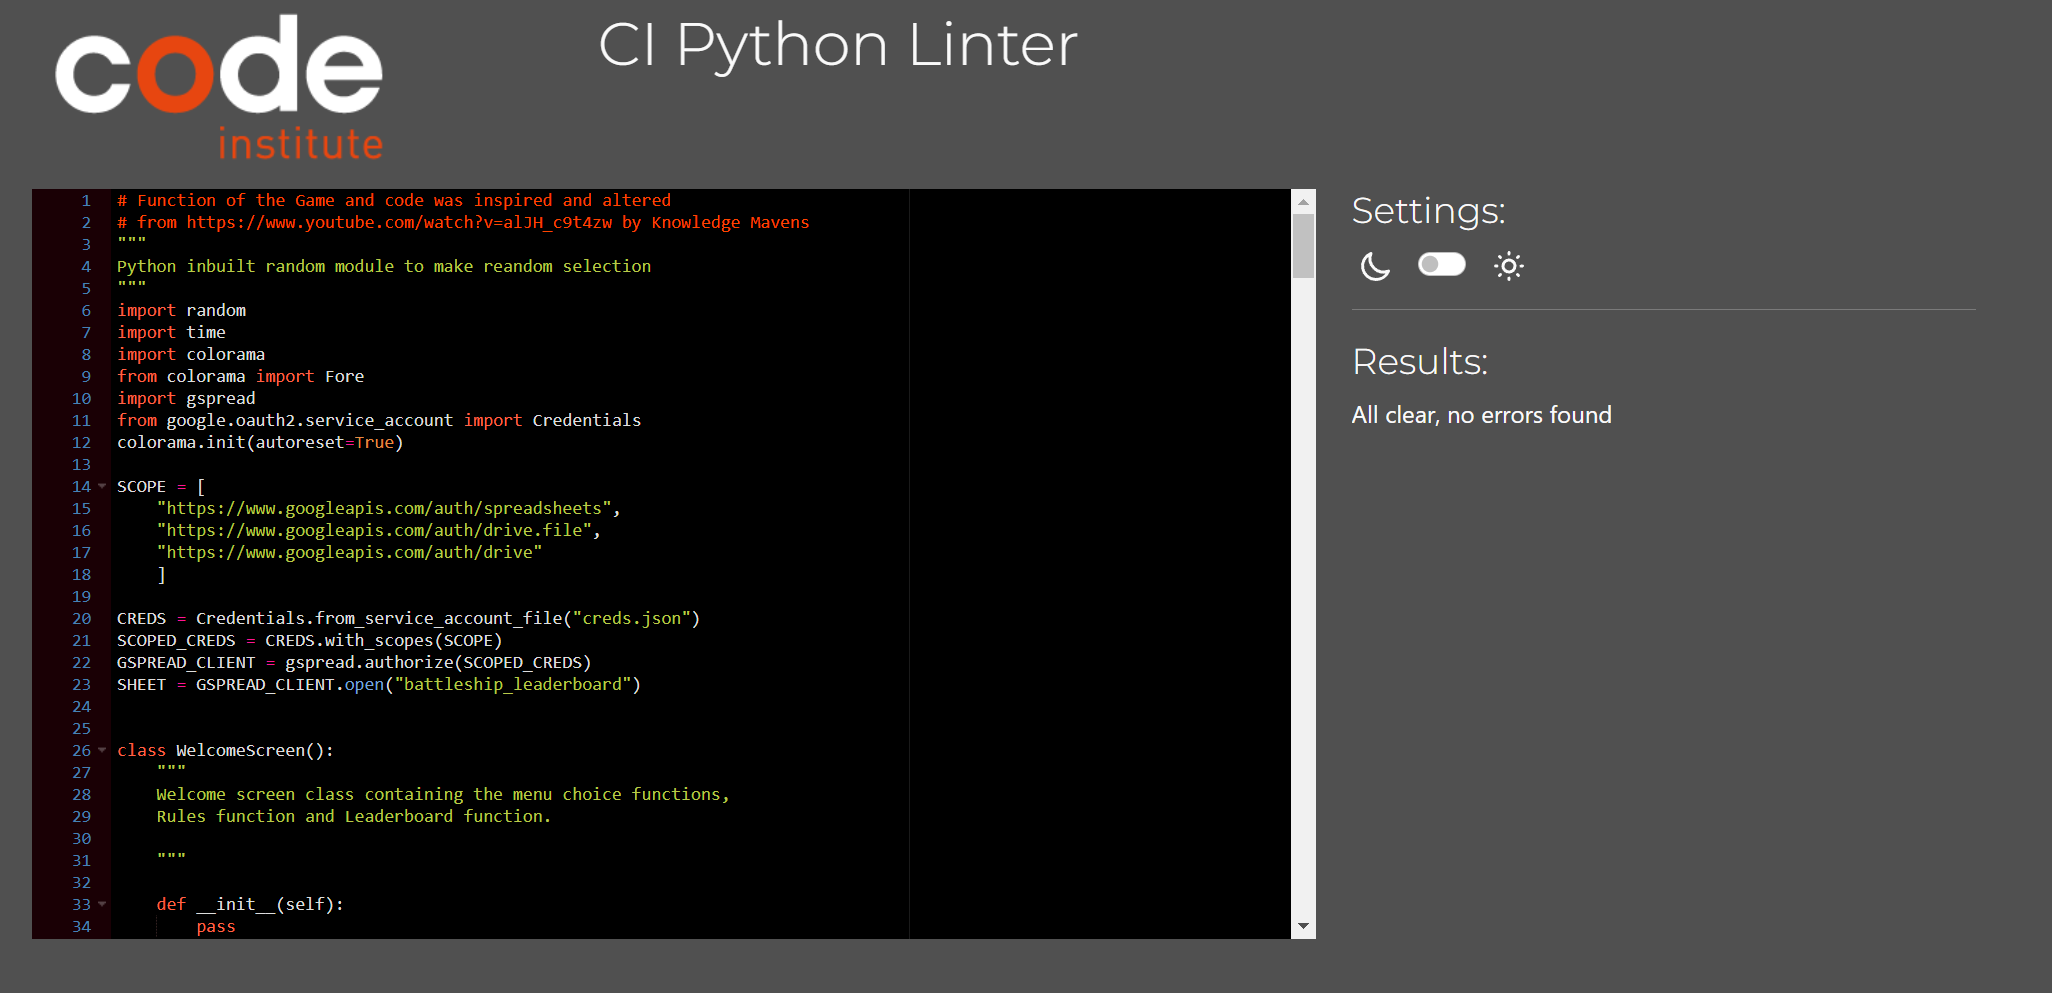 code
institute
CI Python Linter
1 # Function of the Game and code was inspired and altered
2 # from https://www.youtube.com/watch?v=alJH_c9t4zw by Knowledge Mavens
3 """
4 Python inbuilt random module to make reandom selection
5 """
6 import random
7 import time
8 import colorama
9 from colorama import Fore
10 import gspread
11 from google.oauth2.service_account import Credentials
12 colorama.init(autoreset=True)
13
14 SCOPE = [
15     "https://www.googleapis.com/auth/spreadsheets",
16     "https://www.googleapis.com/auth/drive.file",
17     "https://www.googleapis.com/auth/drive"
18     ]
19
20 CREDS = Credentials.from_service_account_file("creds.json")
21 SCOPED_CREDS = CREDS.with_scopes(SCOPE)
22 GSPREAD_CLIENT = gspread.authorize(SCOPED_CREDS)
23 SHEET = GSPREAD_CLIENT.open("battleship_leaderboard")
24
25
26 class WelcomeScreen():
27     """
28     Welcome screen class containing the menu choice functions,
29     Rules function and Leaderboard function.
30
31     """
32
33     def __init__(self):
34         pass
Settings:
Results:
All clear, no errors found